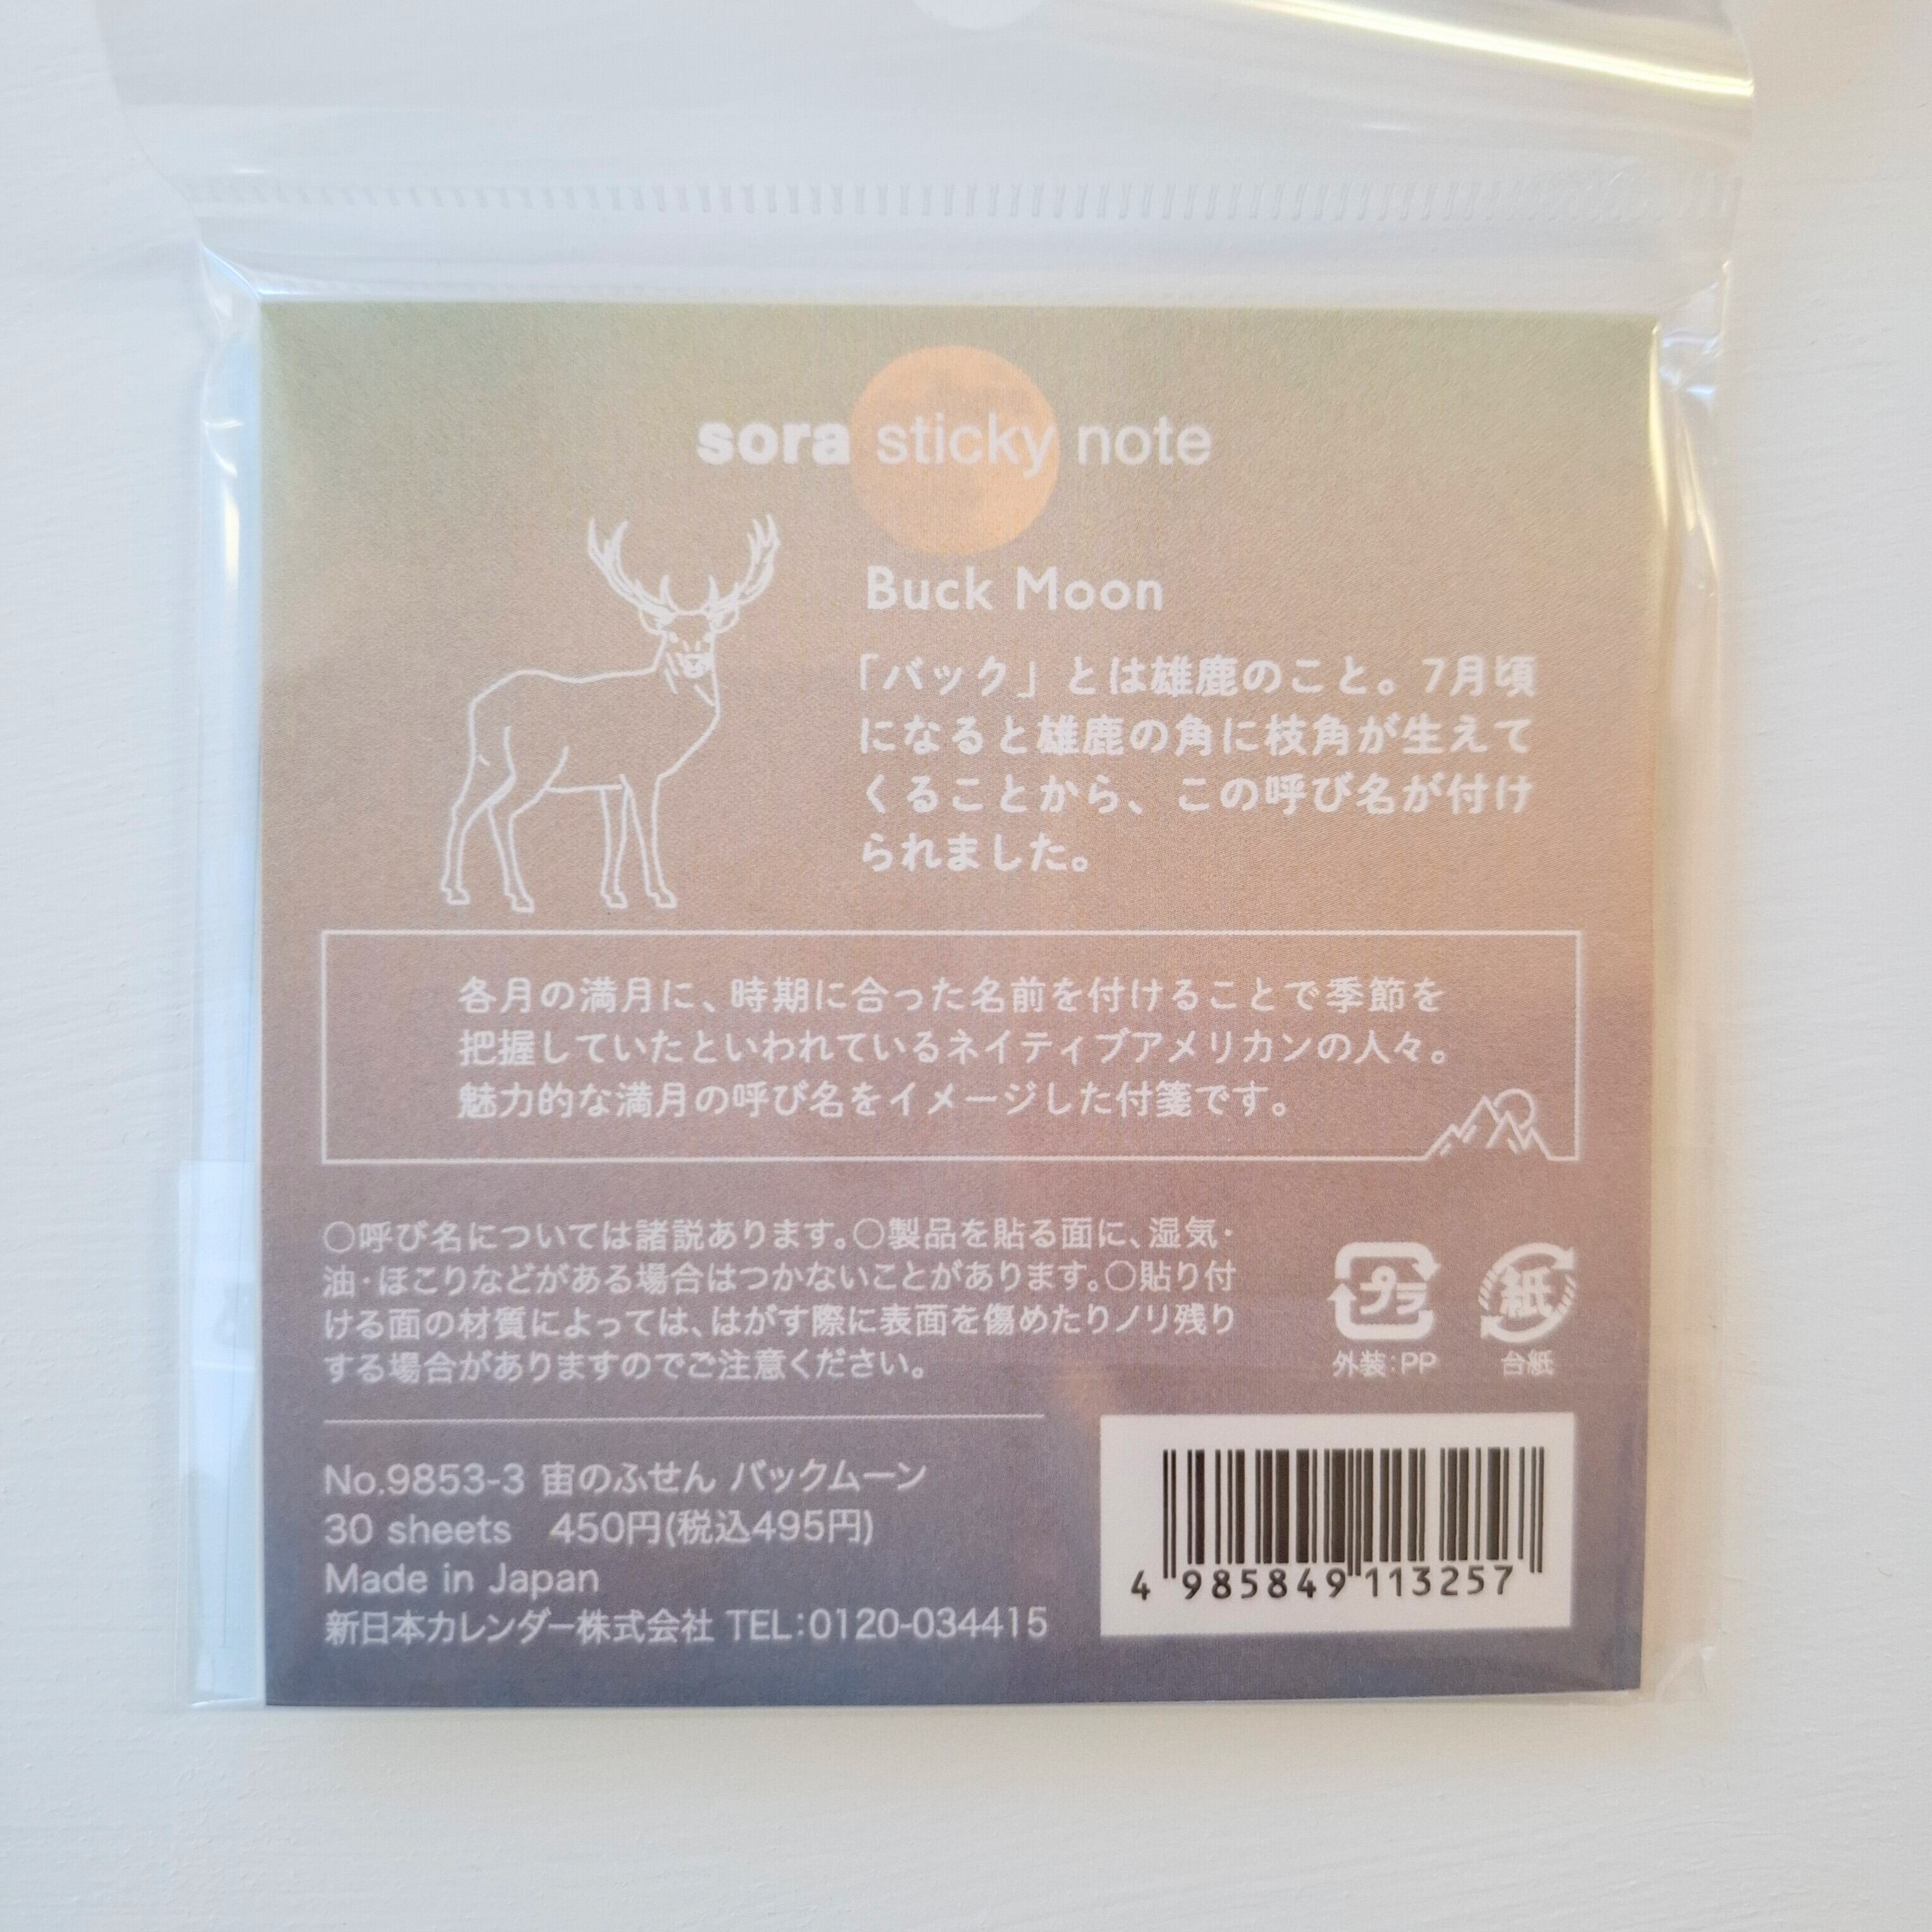 sora sticky note
Buck Moon
「バック」とは雄鹿のこと。7月頃
になると雄鹿の角に枝角が生えて
くることから、この呼び名が付け
られました。
各月の満月に、時期に合った名前を付けることで季節を
把握していたといわれているネイティブアメリカンの人々。
魅力的な満月の呼び名をイメージした付箋です。
○呼び名については諸説あります。○製品を貼る面に、湿気・
油・ほこりなどがある場合はつかないことがあります。○貼り付
ける面の材質によっては、はがす際に表面を傷めたりノリ残り
する場合がありますのでご注意ください。
プラ
外装:PP
紙
台紙
No.9853-3 宙のふせん バックムーン
30 sheets 450円(税込495円)
Made in Japan
新日本カレンダー株式会社 TEL:0120-034415
4 985849 113257